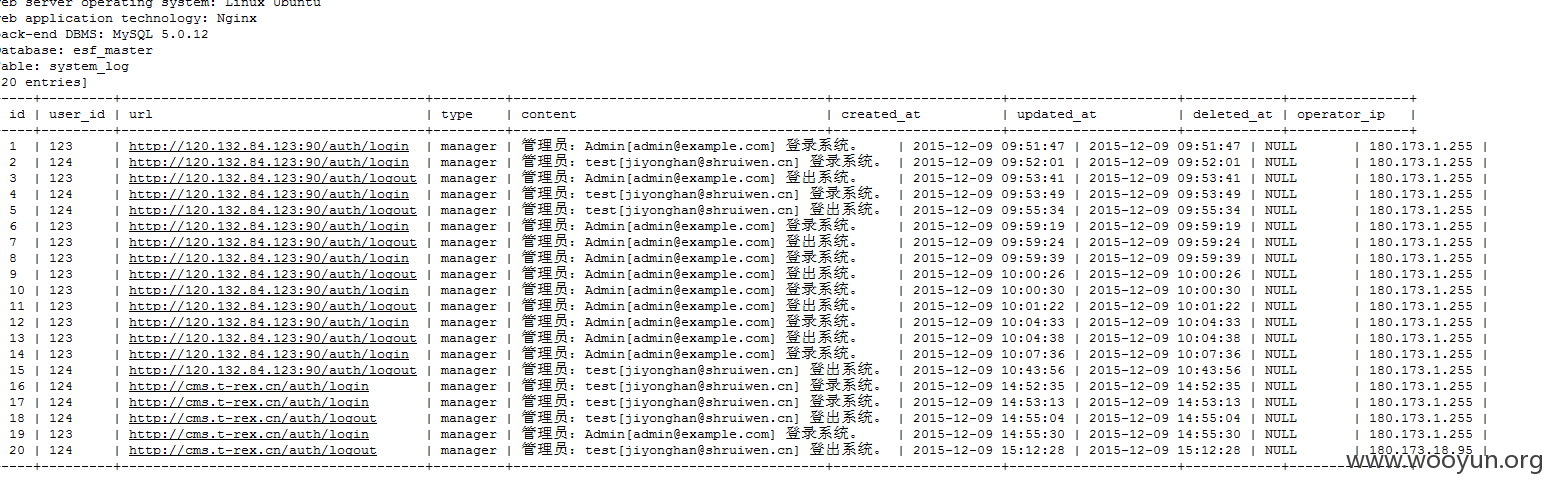 web server operating system: Linux Ubuntu
web application technology: Nginx
back-end DBMS: MySQL 5.0.12
Database: esf_master
Table: system_log
20 entries]
id | user_id | url | type | content | created_at | updated_at | deleted_at | operator_ip |
1 | 123 | http://120.132.84.123:90/auth/login | manager | 管理员：Admin[admin@example.com] 登录系统。 | 2015-12-09 09:51:47 | 2015-12-09 09:51:47 | NULL | 180.173.1.255 |
2 | 124 | http://120.132.84.123:90/auth/login | manager | 管理员：test[jiyonghan@shruiwen.cn] 登录系统。 | 2015-12-09 09:52:01 | 2015-12-09 09:52:01 | NULL | 180.173.1.255 |
3 | 123 | http://120.132.84.123:90/auth/logout | manager | 管理员：Admin[admin@example.com] 登出系统。 | 2015-12-09 09:53:41 | 2015-12-09 09:53:41 | NULL | 180.173.1.255 |
4 | 124 | http://120.132.84.123:90/auth/login | manager | 管理员：test[jiyonghan@shruiwen.cn] 登录系统。 | 2015-12-09 09:53:49 | 2015-12-09 09:53:49 | NULL | 180.173.1.255 |
5 | 124 | http://120.132.84.123:90/auth/logout | manager | 管理员：test[jiyonghan@shruiwen.cn] 登出系统。 | 2015-12-09 09:55:34 | 2015-12-09 09:55:34 | NULL | 180.173.1.255 |
6 | 123 | http://120.132.84.123:90/auth/login | manager | 管理员：Admin[admin@example.com] 登录系统。 | 2015-12-09 09:59:19 | 2015-12-09 09:59:19 | NULL | 180.173.1.255 |
7 | 123 | http://120.132.84.123:90/auth/logout | manager | 管理员：Admin[admin@example.com] 登出系统。 | 2015-12-09 09:59:24 | 2015-12-09 09:59:24 | NULL | 180.173.1.255 |
8 | 123 | http://120.132.84.123:90/auth/login | manager | 管理员：Admin[admin@example.com] 登录系统。 | 2015-12-09 09:59:39 | 2015-12-09 09:59:39 | NULL | 180.173.1.255 |
9 | 123 | http://120.132.84.123:90/auth/logout | manager | 管理员：Admin[admin@example.com] 登出系统。 | 2015-12-09 10:00:26 | 2015-12-09 10:00:26 | NULL | 180.173.1.255 |
10 | 123 | http://120.132.84.123:90/auth/login | manager | 管理员：Admin[admin@example.com] 登录系统。 | 2015-12-09 10:00:30 | 2015-12-09 10:00:30 | NULL | 180.173.1.255 |
11 | 123 | http://120.132.84.123:90/auth/logout | manager | 管理员：Admin[admin@example.com] 登出系统。 | 2015-12-09 10:01:22 | 2015-12-09 10:01:22 | NULL | 180.173.1.255 |
12 | 123 | http://120.132.84.123:90/auth/login | manager | 管理员：Admin[admin@example.com] 登录系统。 | 2015-12-09 10:04:33 | 2015-12-09 10:04:33 | NULL | 180.173.1.255 |
13 | 123 | http://120.132.84.123:90/auth/logout | manager | 管理员：Admin[admin@example.com] 登出系统。 | 2015-12-09 10:04:38 | 2015-12-09 10:04:38 | NULL | 180.173.1.255 |
14 | 123 | http://120.132.84.123:90/auth/login | manager | 管理员：Admin[admin@example.com] 登录系统。 | 2015-12-09 10:07:36 | 2015-12-09 10:07:36 | NULL | 180.173.1.255 |
15 | 124 | http://120.132.84.123:90/auth/logout | manager | 管理员：test[jiyonghan@shruiwen.cn] 登出系统。 | 2015-12-09 10:43:56 | 2015-12-09 10:43:56 | NULL | 180.173.1.255 |
16 | 124 | http://cms.t-rex.cn/auth/login | manager | 管理员：test[jiyonghan@shruiwen.cn] 登录系统。 | 2015-12-09 14:52:35 | 2015-12-09 14:52:35 | NULL | 180.173.1.255 |
17 | 124 | http://cms.t-rex.cn/auth/login | manager | 管理员：test[jiyonghan@shruiwen.cn] 登录系统。 | 2015-12-09 14:53:13 | 2015-12-09 14:53:13 | NULL | 180.173.1.255 |
18 | 124 | http://cms.t-rex.cn/auth/logout | manager | 管理员：test[jiyonghan@shruiwen.cn] 登出系统。 | 2015-12-09 14:55:04 | 2015-12-09 14:55:04 | NULL | 180.173.1.255 |
19 | 123 | http://cms.t-rex.cn/auth/login | manager | 管理员：Admin[admin@example.com] 登录系统。 | 2015-12-09 14:55:30 | 2015-12-09 14:55:30 | NULL | 180.173.1.255 |
20 | 124 | http://cms.t-rex.cn/auth/logout | manager | 管理员：test[jiyonghan@shruiwen.cn] 登出系统。 | 2015-12-09 15:12:28 | 2015-12-09 15:12:28 | NULL | 180.173.18.95 |
www.wooyun.org